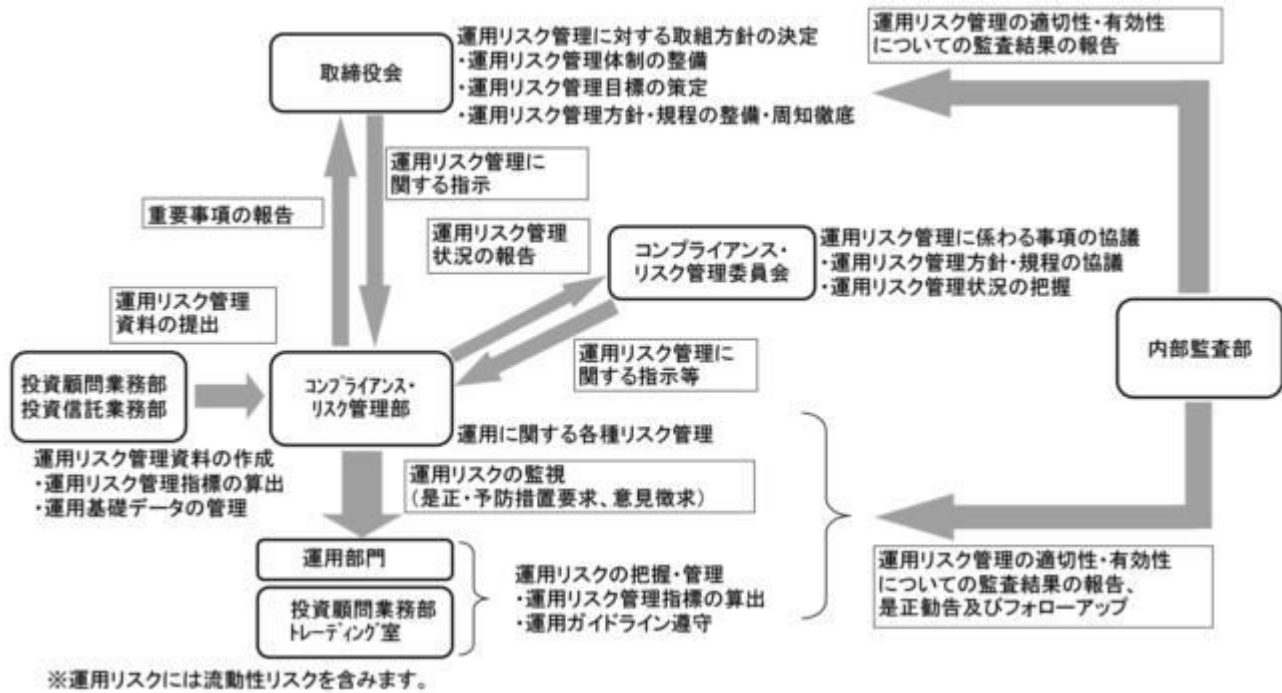 運用リスク管理に対する取組方針の決定
・運用リスク管理体制の整備
・運用リスク管理目標の策定
・運用リスク管理方針・規程の整備・周知徹底
取締役会
運用リスク管理の適切性・有効性
についての監査結果の報告
運用リスク管理に
関する指示
重要事項の報告
運用リスク管理
状況の報告
コンプライアンス・
リスク管理委員会
運用リスク管理に係わる事項の協議
・運用リスク管理方針・規程の協議
・運用リスク管理状況の把握
運用リスク管理
資料の提出
内部監査部
運用リスク管理に
関する指示等
投資顧問業務部
投資信託業務部
コンプライアンス・
リスク管理部
運用に関する各種リスク管理
運用リスク管理資料の作成
・運用リスク管理指標の算出
・運用基礎データの管理
運用リスクの監視
（是正・予防措置要求、意見徴求）
運用部門
投資顧問業務部
トレーディング室
運用リスクの把握・管理
・運用リスク管理指標の算出
・運用ガイドライン遵守
運用リスク管理の適切性・有効性
についての監査結果の報告、
是正勧告及びフォローアップ
※運用リスクには流動性リスクを含みます。